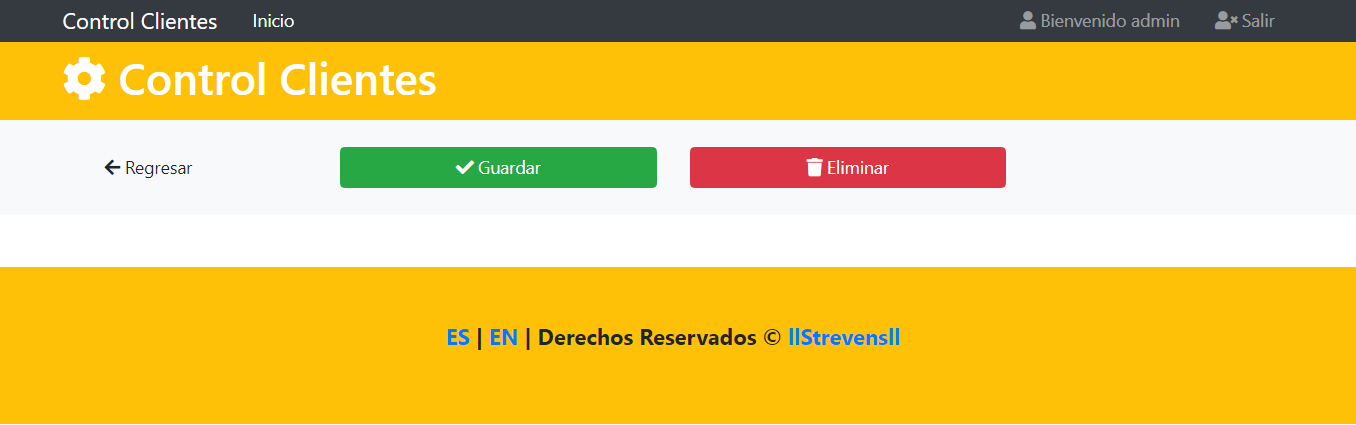 Control Clientes Inicio Bienvenido admin Salir
Control Clientes
Regresar Guardar Eliminar
ES | EN | Derechos Reservados © llStrevensll